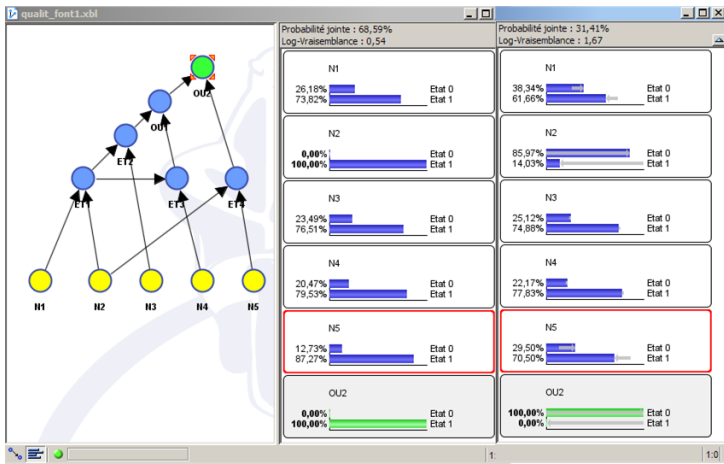 qualit_font1.xbl
OU2
OU1
ET2
ET1
ET3
ET4
N1
N2
N3
N4
N5
Probabilité jointe : 68,59%
Log-Vraisemblance : 0,54
N1
26,18% Etat 0
73,82% Etat 1
N2
0,00% Etat 0
100,00% Etat 1
N3
23,49% Etat 0
76,51% Etat 1
N4
20,47% Etat 0
79,53% Etat 1
N5
12,73% Etat 0
87,27% Etat 1
OU2
0,00% Etat 0
100,00% Etat 1
1:
Probabilité jointe : 31,41%
Log-Vraisemblance : 1,67
N1
38,34% Etat 0
61,66% Etat 1
N2
85,97% Etat 0
14,03% Etat 1
N3
25,12% Etat 0
74,88% Etat 1
N4
22,17% Etat 0
77,83% Etat 1
N5
29,50% Etat 0
70,50% Etat 1
OU2
100,00% Etat 0
0,00% Etat 1
1:0